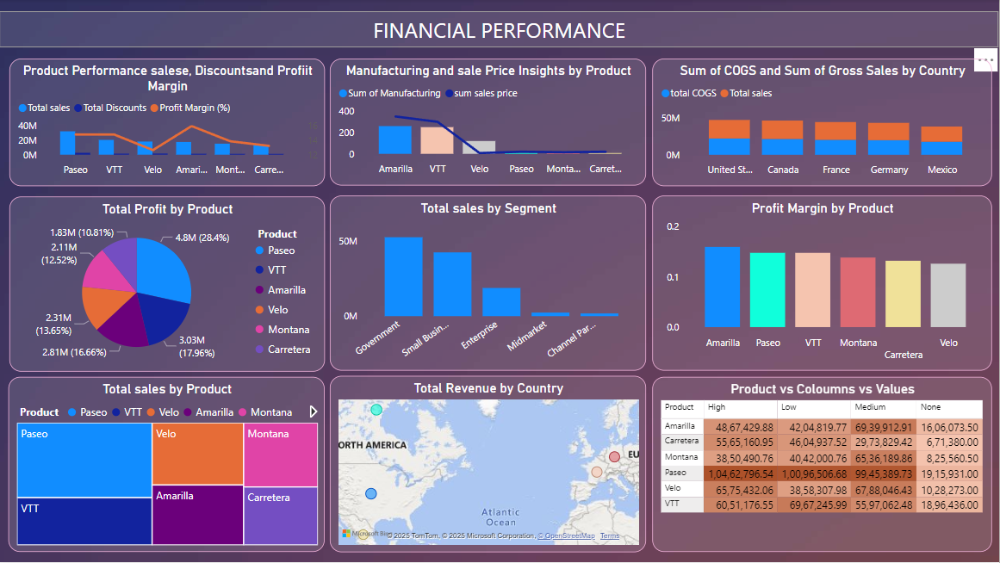 FINANCIAL PERFORMANCE
Product Performance salese, Discountsand Profiit
Margin
Total sales Total Discounts Profit Margin (%)
40M
20M
0M
Paseo VTT Velo Amari... Mont... Carre...
Manufacturing and sale Price Insights by Product
Sum of Manufacturing sum sales price
400
200
0
Amarilla VTT Velo Paseo Monta... Carret...
Sum of COGS and Sum of Gross Sales by Country
total COGS Total sales
50M
0M
United St... Canada France Germany Mexico
Total Profit by Product
1.83M (10.81%)
2.11M
(12.52%)
2.31M
(13.65%)
2.81M (16.66%)
4.8M (28.4%)
3.03M
(17.96%)
Product
Paseo
VTT
Amarilla
Velo
Montana
Carretera
Total sales by Segment
50M
0M
Government Small Busin... Enterprise Midmarket Channel Par...
Profit Margin by Product
0.2
0.1
0.0
Amarilla Paseo VTT Montana Carretera Velo
Total sales by Product
Product Paseo VTT Velo Amarilla Montana
Paseo
VTT
Velo
Amarilla
Montana
Carretera
Total Revenue by Country
ORTH AMERICA
EU
Atlantic
Ocean
Microsoft Bing
© 2025 TomTom, © 2025 Microsoft Corporation, © OpenStreetMap Terms
Product vs Coloumns vs Values
Product High Low Medium None
Amarilla 48,67,429.88 42,04,819.77 69,39,912.91 16,06,073.50
Carretera 55,65,160.95 46,04,937.52 29,73,829.42 6,71,380.00
Montana 38,50,490.76 40,42,000.76 65,36,189.86 8,25,560.50
Paseo 1,04,62,796.54 1,00,96,506.68 99,45,389.73 19,15,931.00
Velo 65,75,432.06 38,58,307.98 67,88,046.43 10,28,273.00
VTT 60,51,176.55 69,67,245.99 55,97,062.48 18,96,436.00